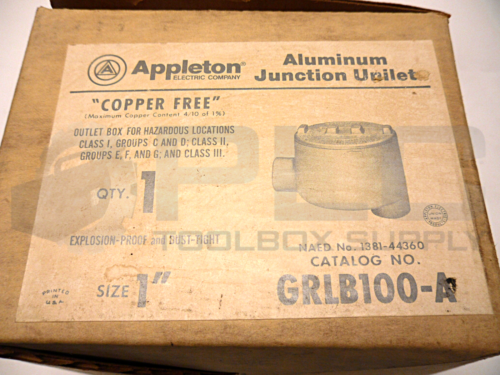 Appleton
ELECTRIC COMPANY
Aluminum
Junction Unilet
"COPPER FREE"
(Maximum Copper Content 4/10 of 1%)
OUTLET BOX FOR HAZARDOUS LOCATIONS
CLASS I, GROUPS C AND D; CLASS II,
GROUPS E, F, AND G; AND CLASS III.
QTY. 1
EXPLOSION-PROOF and DUST-TIGHT
SIZE 1"
NAED. No. 1381-44360
CATALOG NO.
GRLB100-A
PRINTED
IN
TOOLBOX SUPPLY